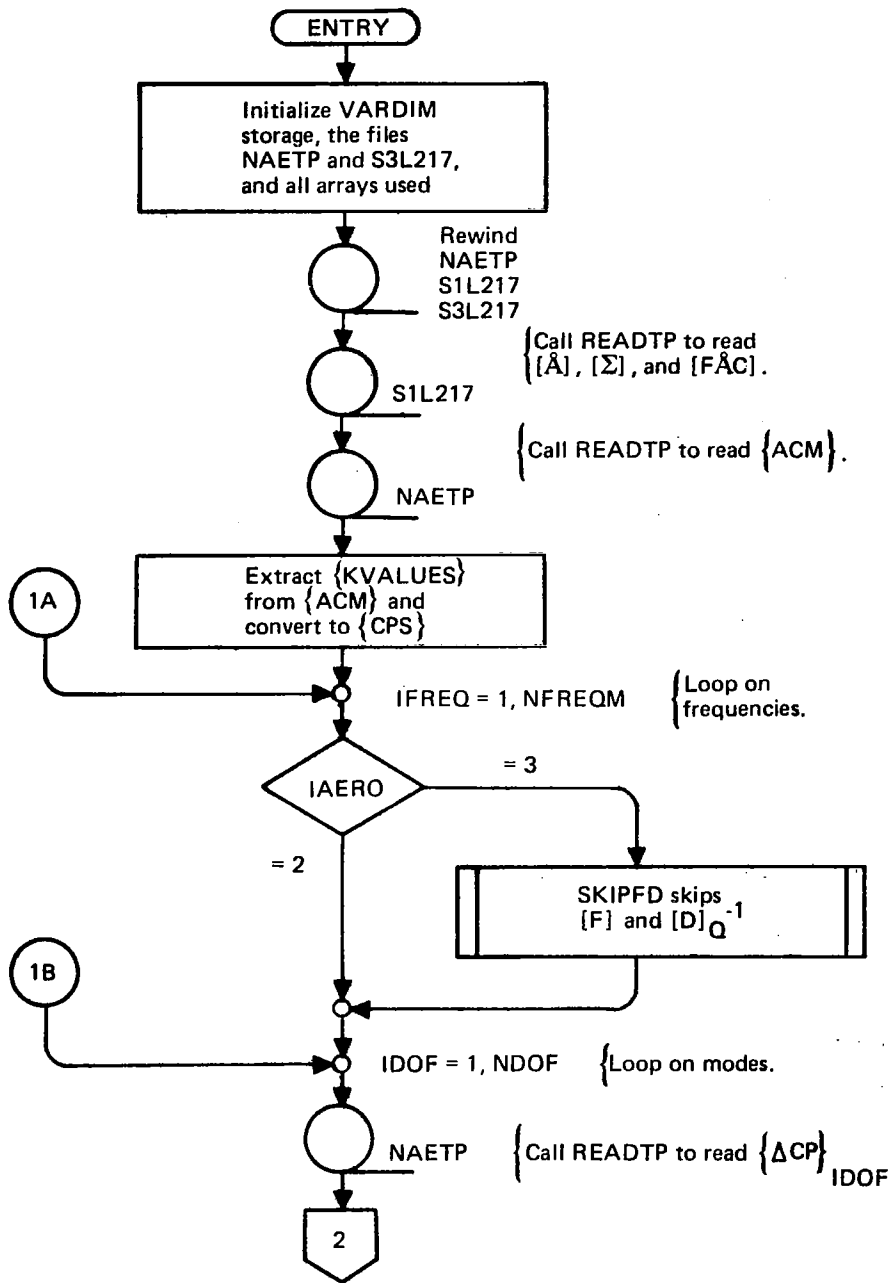 ENTRY
Initialize VARDIM
storage, the files
NAETP and S3L217,
and all arrays used
Rewind
NAETP
S1L217
S3L217
{Call READTP to read
[Å], [Σ], and [FÅC].
S1L217
{Call READTP to read {ACM}.
NAETP
Extract {KVALUES}
from {ACM} and
convert to {CPS}
1A
IFREQ = 1, NFREQM
{Loop on
frequencies.
IAERO
= 3
= 2
SKIPFD skips
[F] and [D]Q-1
1B
IDOF = 1, NDOF
{Loop on modes.
NAETP
{Call READTP to read {ΔCP}IDOF
2